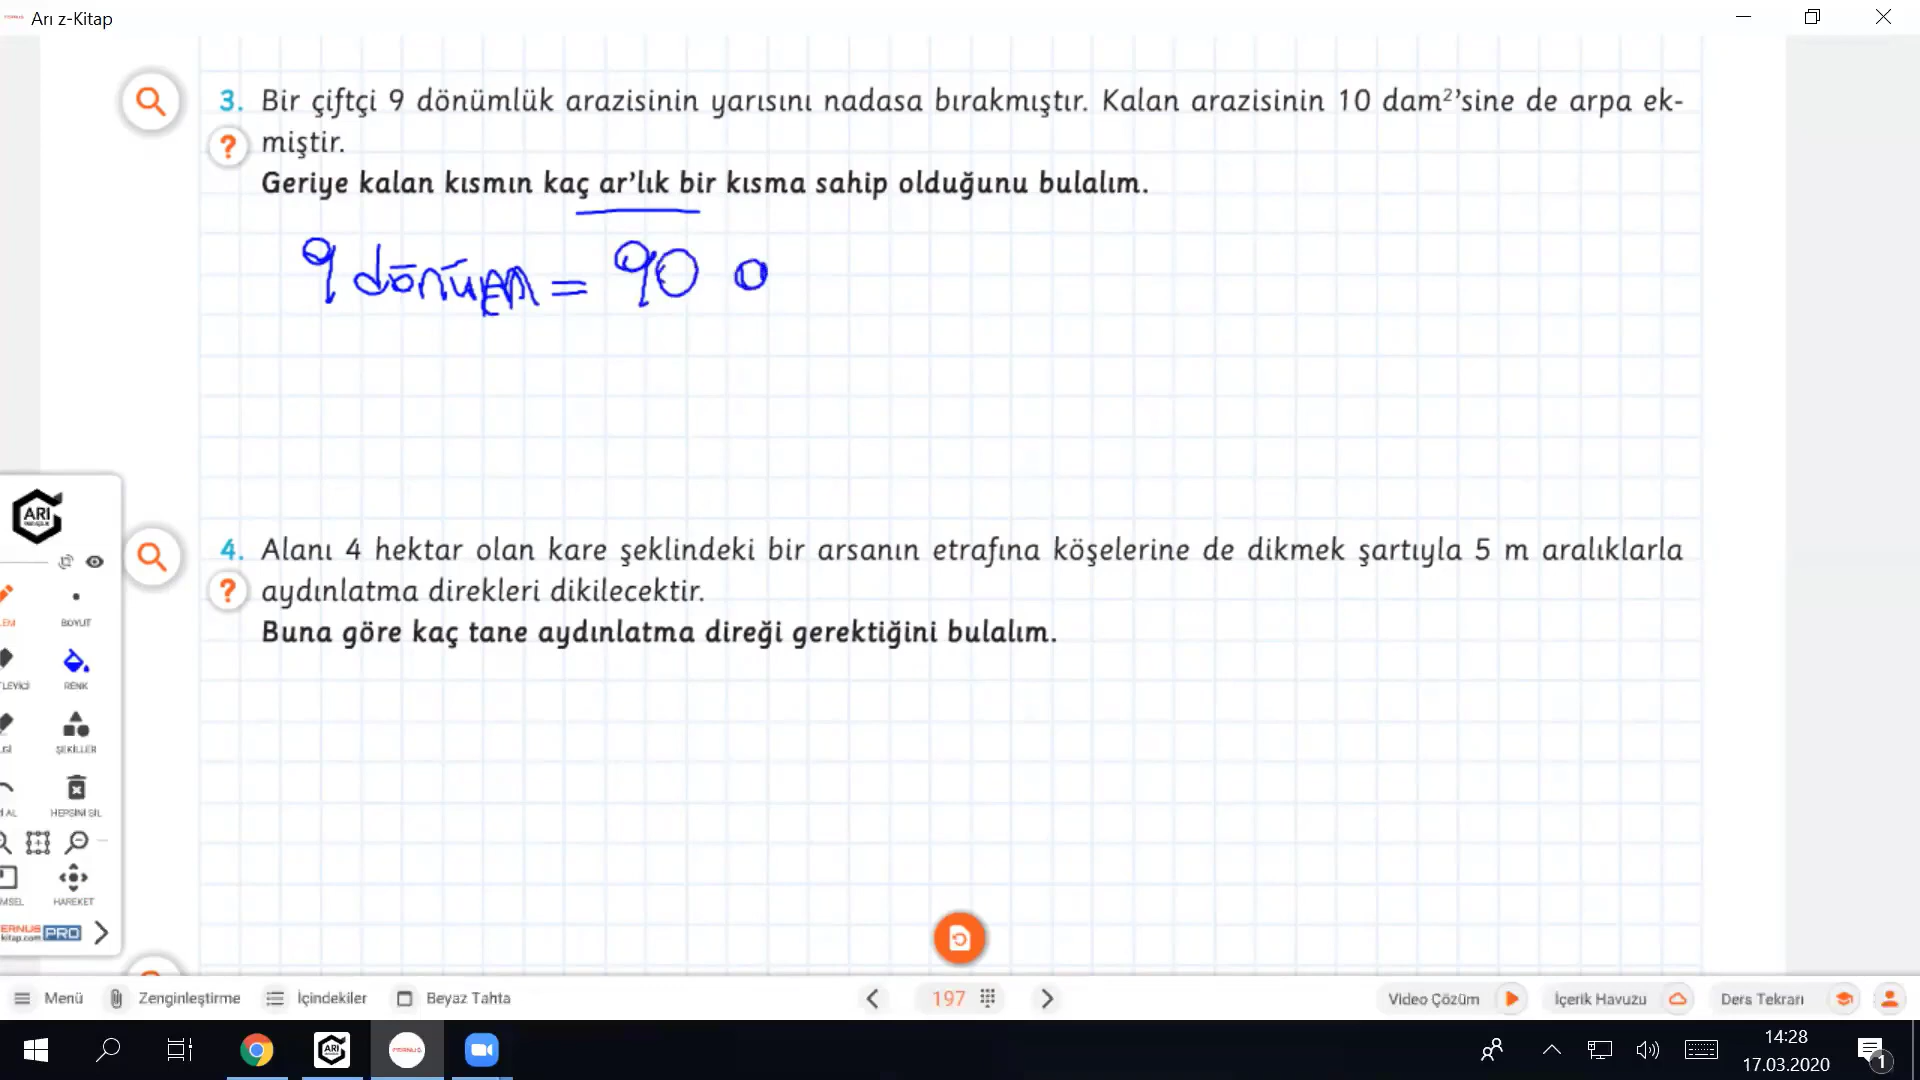 Arı z-Kitap
3. Bir çiftçi 9 dönümlük arazisinin yarısını nadasa bırakmıştır. Kalan arazisinin 10 dam²'sine de arpa ek-
? miştir.
Geriye kalan kısmın kaç ar'lık bir kısma sahip olduğunu bulalım.
9 dönüm = 90
4. Alanı 4 hektar olan kare şeklindeki bir arsanın etrafına köşelerine de dikmek şartıyla 5 m aralıklarla
? aydınlatma direkleri dikilecektir.
Buna göre kaç tane aydınlatma direği gerektiğini bulalım.
ARI
BOYUT
RENK
ŞEKİLLER
HEPSİNİ SİL
HAREKET
PRO
Menü Zenginleştirme İçindekiler Beyaz Tahta 197 Video Çözüm İçerik Havuzu Ders Tekrarı
14:28
17.03.2020
1